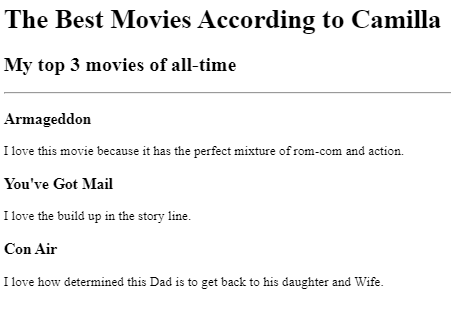 The Best Movies According to Camilla
My top 3 movies of all-time
Armageddon
I love this movie because it has the perfect mixture of rom-com and action.
You've Got Mail
I love the build up in the story line.
Con Air
I love how determined this Dad is to get back to his daughter and Wife.